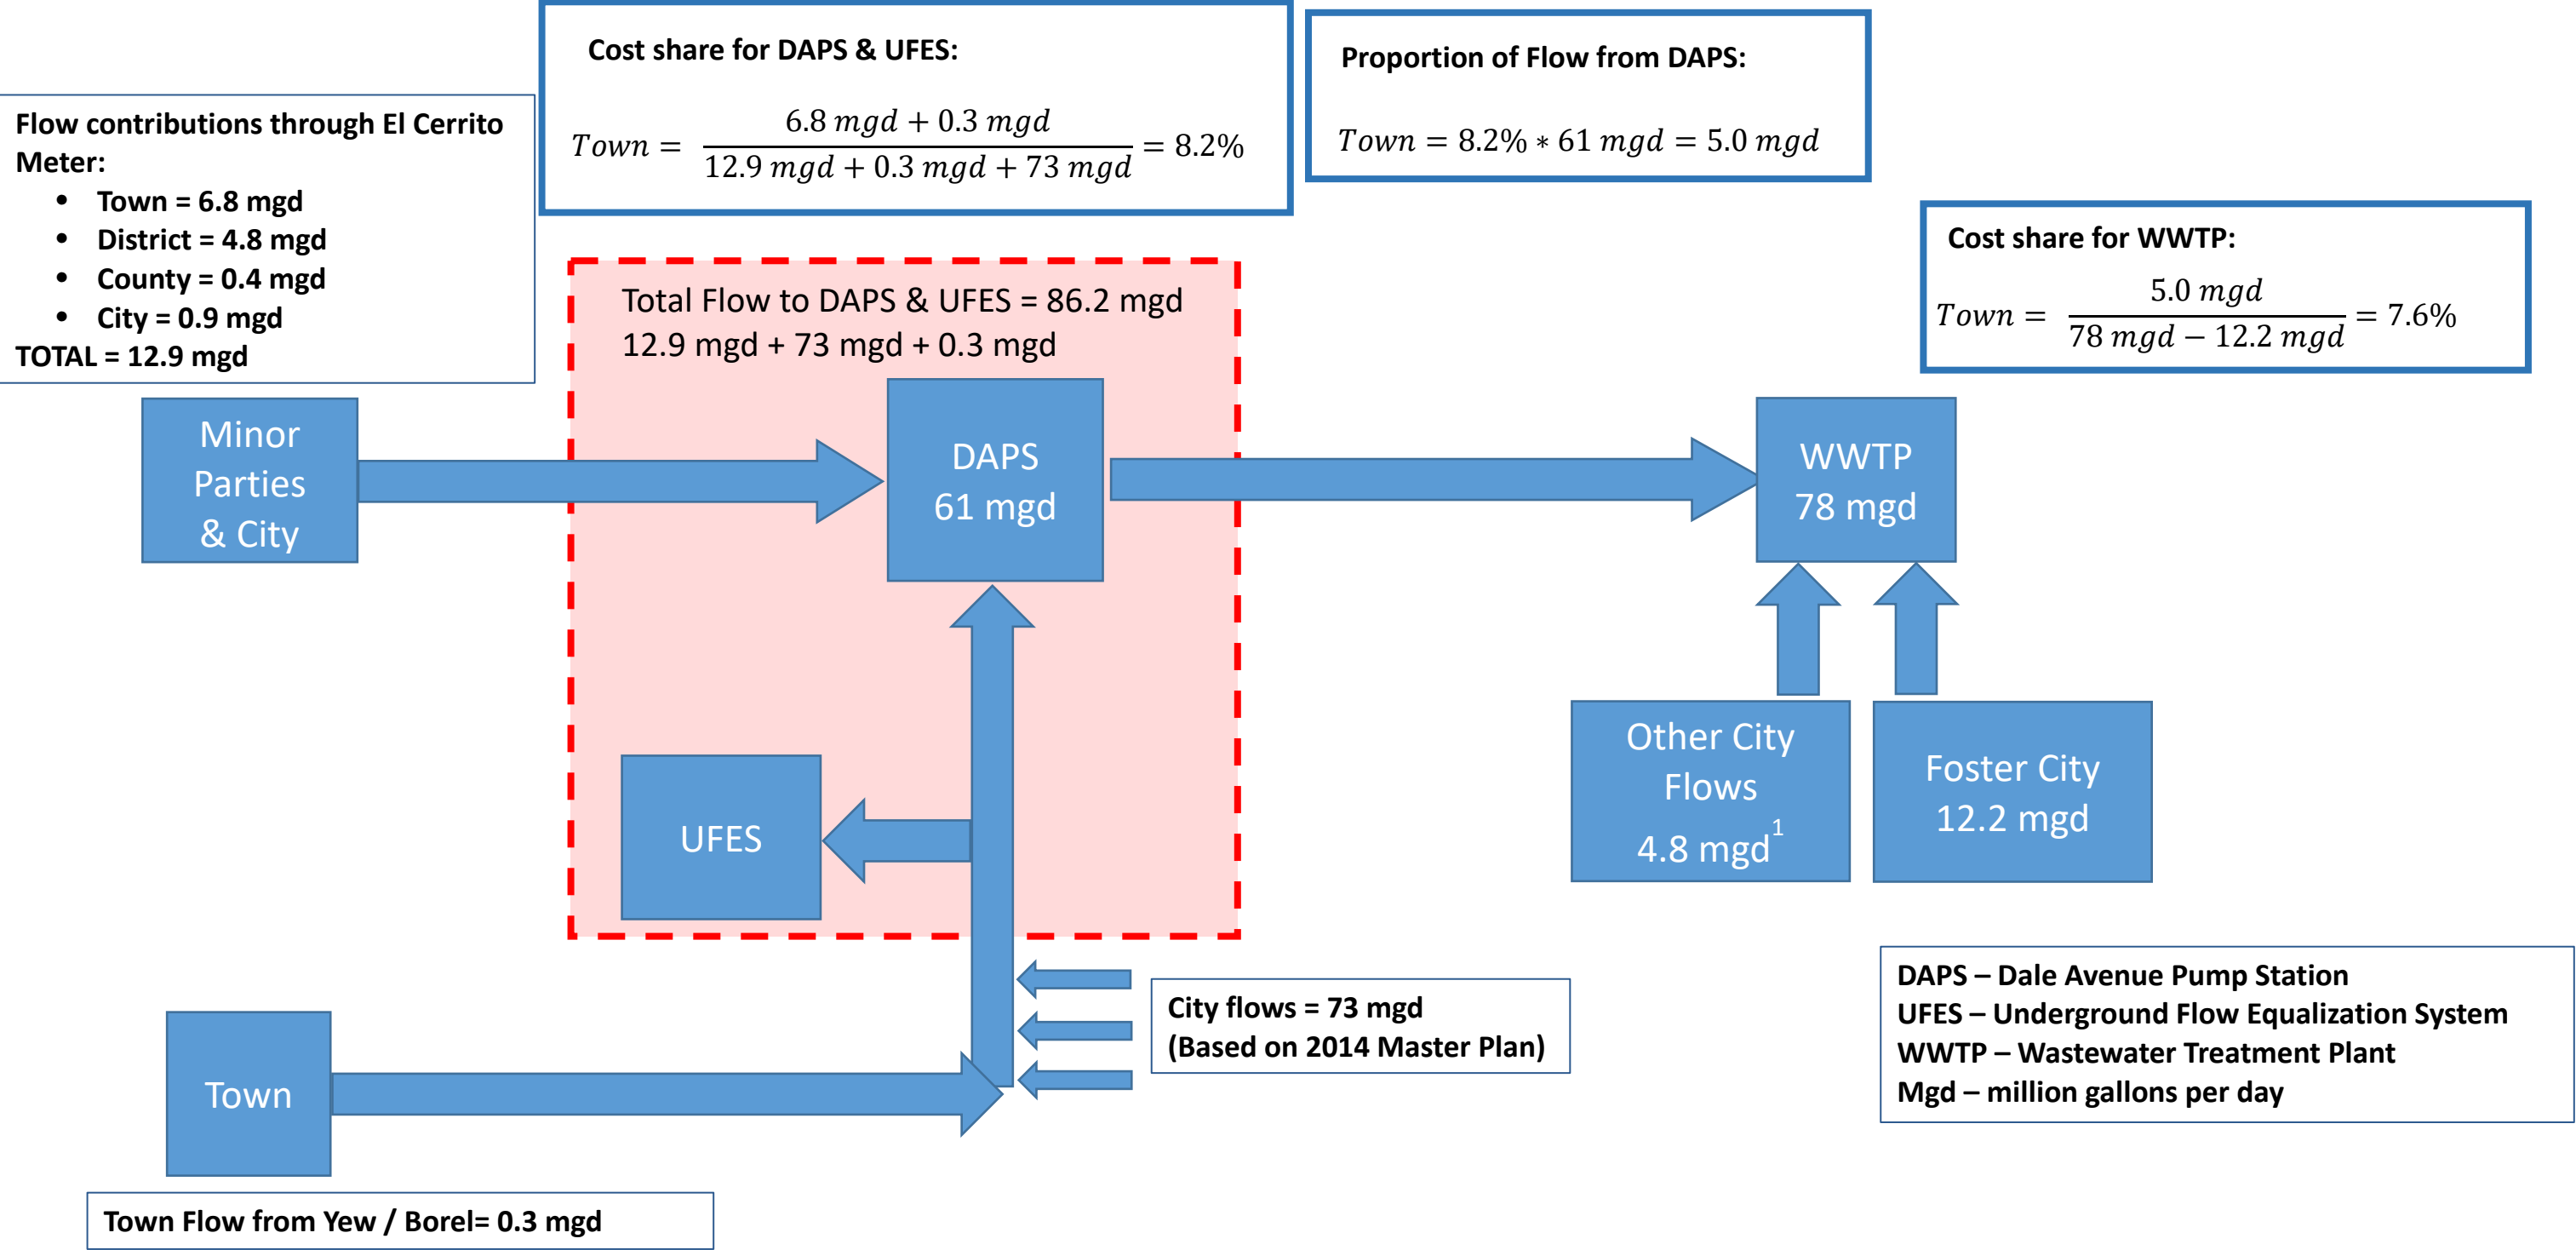 Cost share for DAPS & UFES:
Town = (6.8 mgd + 0.3 mgd) / (12.9 mgd + 0.3 mgd + 73 mgd) = 8.2%
Proportion of Flow from DAPS:
Town = 8.2% ∗ 61 mgd = 5.0 mgd
Flow contributions through El Cerrito
Meter:
• Town = 6.8 mgd
• District = 4.8 mgd
• County = 0.4 mgd
• City = 0.9 mgd
TOTAL = 12.9 mgd
Cost share for WWTP:
Town = 5.0 mgd / (78 mgd − 12.2 mgd) = 7.6%
Total Flow to DAPS & UFES = 86.2 mgd
12.9 mgd + 73 mgd + 0.3 mgd
Minor
Parties
& City
DAPS
61 mgd
WWTP
78 mgd
UFES
Other City
Flows
4.8 mgd¹
Foster City
12.2 mgd
Town
City flows = 73 mgd
(Based on 2014 Master Plan)
DAPS – Dale Avenue Pump Station
UFES – Underground Flow Equalization System
WWTP – Wastewater Treatment Plant
Mgd – million gallons per day
Town Flow from Yew / Borel= 0.3 mgd